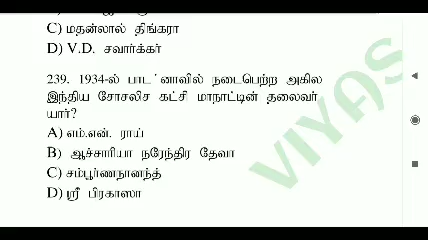 C) மதன்லால் திங்கரா
D) V.D. சவார்க்கர்
239. 1934-ல் பாட்னாவில் நடைபெற்ற அகில
இந்திய சோசலிச கட்சி மாநாட்டின் தலைவர்
யார்?
A) எம்.என். ராய்
B) ஆச்சாரியா நரேந்திர தேவா
C) சம்பூர்ணநானந்த்
D) ஸ்ரீ பிரகாஸா
VIYAS